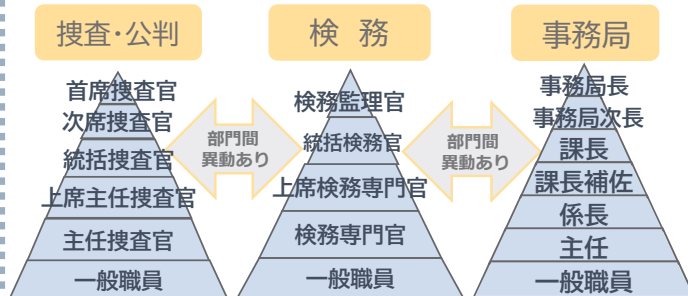 捜査・公判
首席捜査官
次席捜査官
統括捜査官
上席主任捜査官
主任捜査官
一般職員
部門間
異動あり
検 務
検務監理官
統括検務官
上席検務専門官
検務専門官
一般職員
部門間
異動あり
事務局
事務局長
事務局次長
課長
課長補佐
係長
主任
一般職員